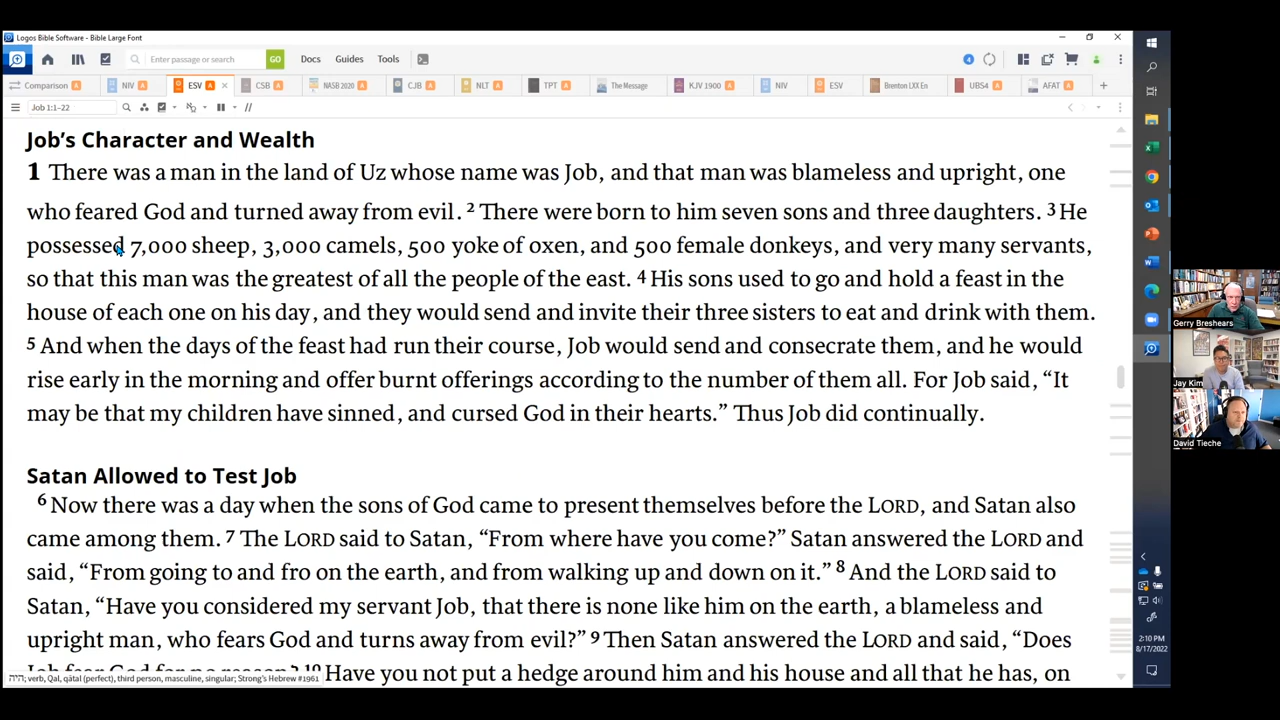 Logos Bible Software - Bible Large Font
Enter passage or search GO Docs Guides Tools 4
Comparison A NIV A ESV A CSB A NASB 2020 A CJB A NLT A TPT A The Message KJV 1900 A NIV ESV Brenton LXX En UBS4 A AFAT A
Job 1:1–22
Job’s Character and Wealth
1 There was a man in the land of Uz whose name was Job, and that man was blameless and upright, one
who feared God and turned away from evil. 2 There were born to him seven sons and three daughters. 3 He
possessed 7,000 sheep, 3,000 camels, 500 yoke of oxen, and 500 female donkeys, and very many servants,
so that this man was the greatest of all the people of the east. 4 His sons used to go and hold a feast in the
house of each one on his day, and they would send and invite their three sisters to eat and drink with them.
5 And when the days of the feast had run their course, Job would send and consecrate them, and he would
rise early in the morning and offer burnt offerings according to the number of them all. For Job said, “It
may be that my children have sinned, and cursed God in their hearts.” Thus Job did continually.
Satan Allowed to Test Job
6 Now there was a day when the sons of God came to present themselves before the LORD, and Satan also
came among them. 7 The LORD said to Satan, “From where have you come?” Satan answered the LORD and
said, “From going to and fro on the earth, and from walking up and down on it.” 8 And the LORD said to
Satan, “Have you considered my servant Job, that there is none like him on the earth, a blameless and
upright man, who fears God and turns away from evil?” 9 Then Satan answered the LORD and said, “Does
Job fear God for no reason? 10 Have you not put a hedge around him and his house and all that he has, on
היה; verb, Qal, qātal (perfect), third person, masculine, singular; Strong’s Hebrew #1961
Gerry Breshears
Jay Kim
David Tieche
2:10 PM
8/17/2022